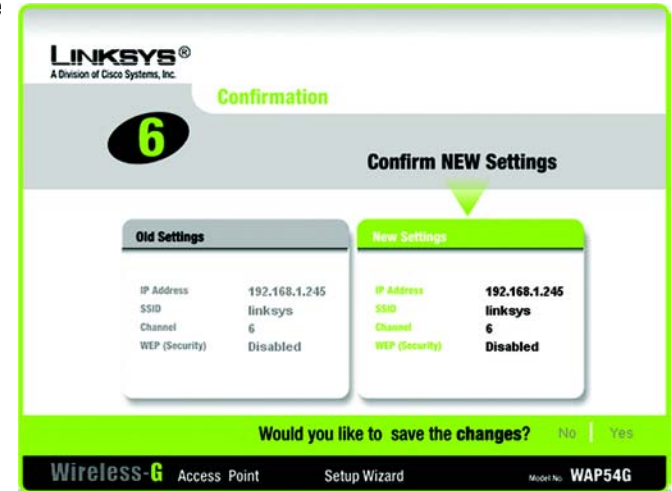 e
LINKSYS®
A Division of Cisco Systems, Inc.
Confirmation
6
Confirm NEW Settings
Old Settings
IP Address 192.168.1.245
SSID linksys
Channel 6
WEP (Security) Disabled
New Settings
IP Address 192.168.1.245
SSID linksys
Channel 6
WEP (Security) Disabled
Would you like to save the changes? No | Yes
Wireless-G Access Point Setup Wizard Model No. WAP54G